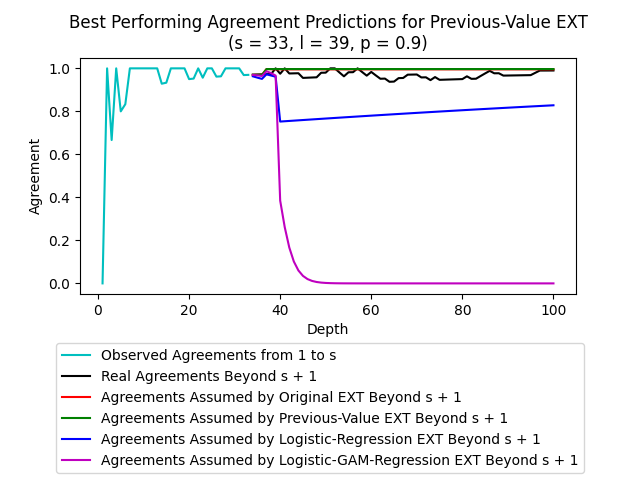 Best Performing Agreement Predictions for Previous-Value EXT
(s = 33, l = 39, p = 0.9)
1.0
0.8
0.6
0.4
0.2
0.0
Agreement
0 20 40 60 80 100
Depth
Observed Agreements from 1 to s
Real Agreements Beyond s + 1
Agreements Assumed by Original EXT Beyond s + 1
Agreements Assumed by Previous-Value EXT Beyond s + 1
Agreements Assumed by Logistic-Regression EXT Beyond s + 1
Agreements Assumed by Logistic-GAM-Regression EXT Beyond s + 1